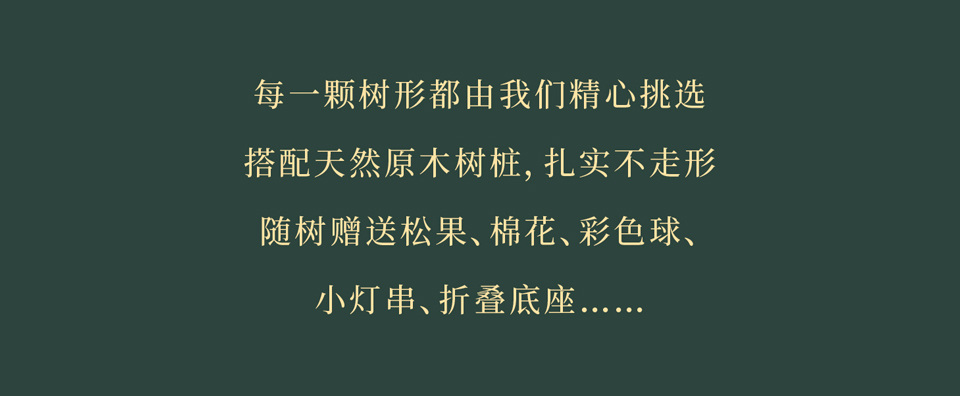 每一颗树形都由我们精心挑选
搭配天然原木树桩，扎实不走形
随树赠送松果、棉花、彩色球、
小灯串、折叠底座……